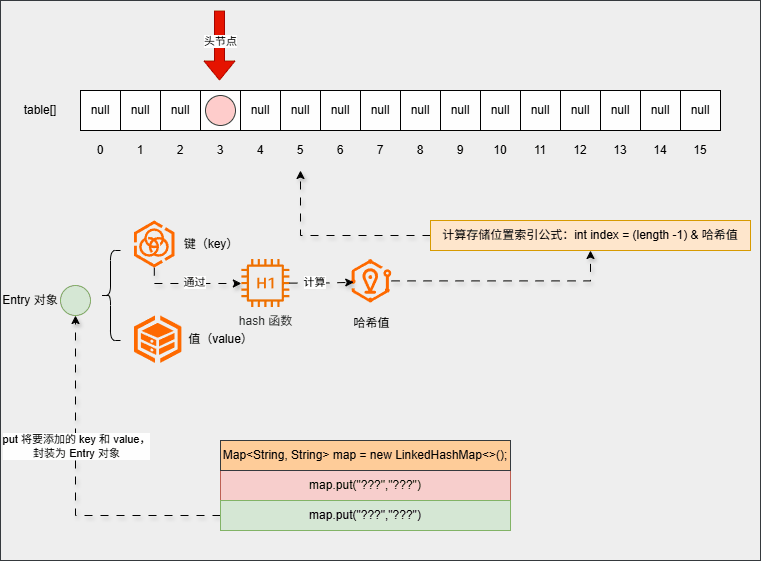 头节点
table[]
null null null null null null null null null null null null null null null
0 1 2 3 4 5 6 7 8 9 10 11 12 13 14 15
计算存储位置索引公式：int index = (length -1) & 哈希值
键（key）
通过
H1
计算
hash 函数
哈希值
Entry 对象
值（value）
put 将要添加的 key 和 value，
封装为 Entry 对象
Map<String, String> map = new LinkedHashMap<>();
map.put("???","???")
map.put("???","???")